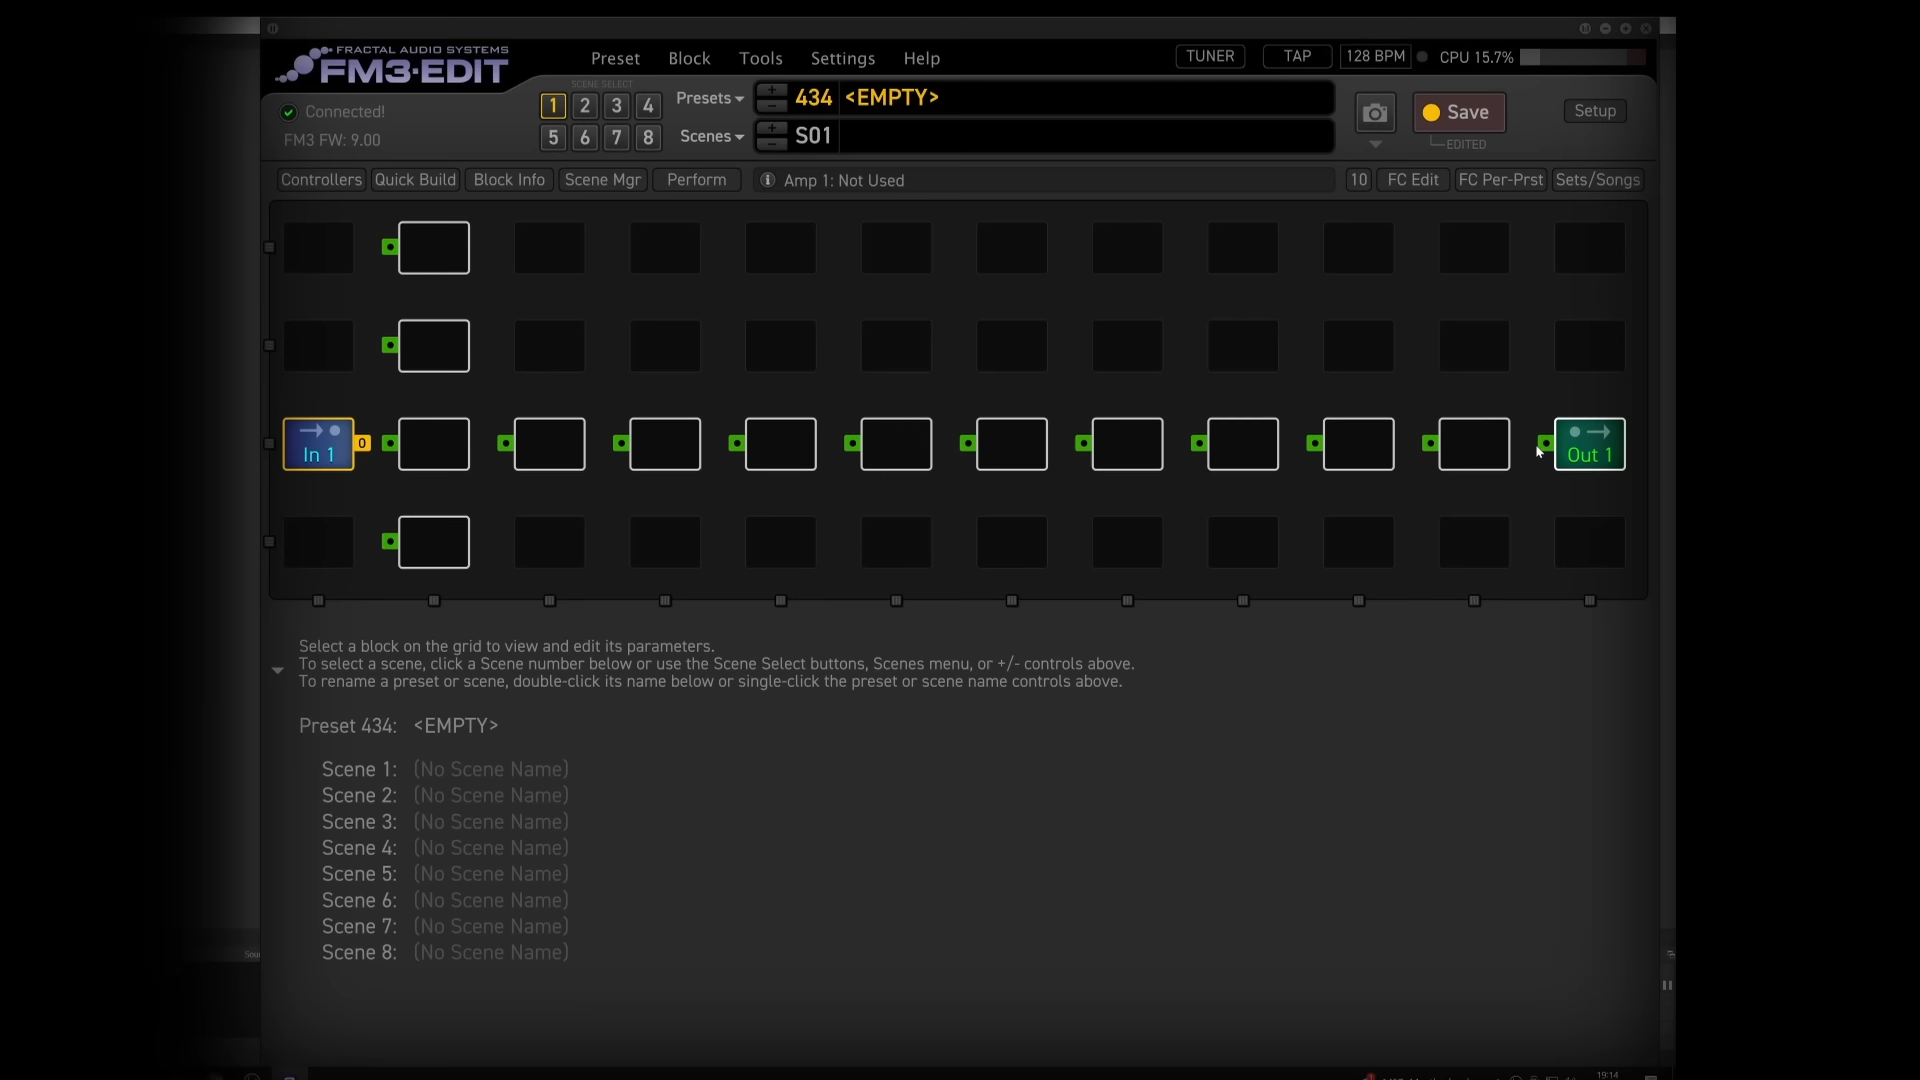 FRACTAL AUDIO SYSTEMS
FM3·EDIT
Preset Block Tools Settings Help
TUNER TAP 128 BPM CPU 15.7%
SCENE SELECT
Connected!
FM3 FW: 9.00
1 2 3 4
5 6 7 8
Presets
+
−
434 <EMPTY>
Scenes
+
−
S01
Save
EDITED
Setup
Controllers Quick Build Block Info Scene Mgr Perform
Amp 1: Not Used
10 FC Edit FC Per-Prst Sets/Songs
In 1
0
Out 1
Select a block on the grid to view and edit its parameters.
To select a scene, click a Scene number below or use the Scene Select buttons, Scenes menu, or +/- controls above.
To rename a preset or scene, double-click its name below or single-click the preset or scene name controls above.
Preset 434: <EMPTY>
Scene 1: (No Scene Name)
Scene 2: (No Scene Name)
Scene 3: (No Scene Name)
Scene 4: (No Scene Name)
Scene 5: (No Scene Name)
Scene 6: (No Scene Name)
Scene 7: (No Scene Name)
Scene 8: (No Scene Name)
Sou
19:14